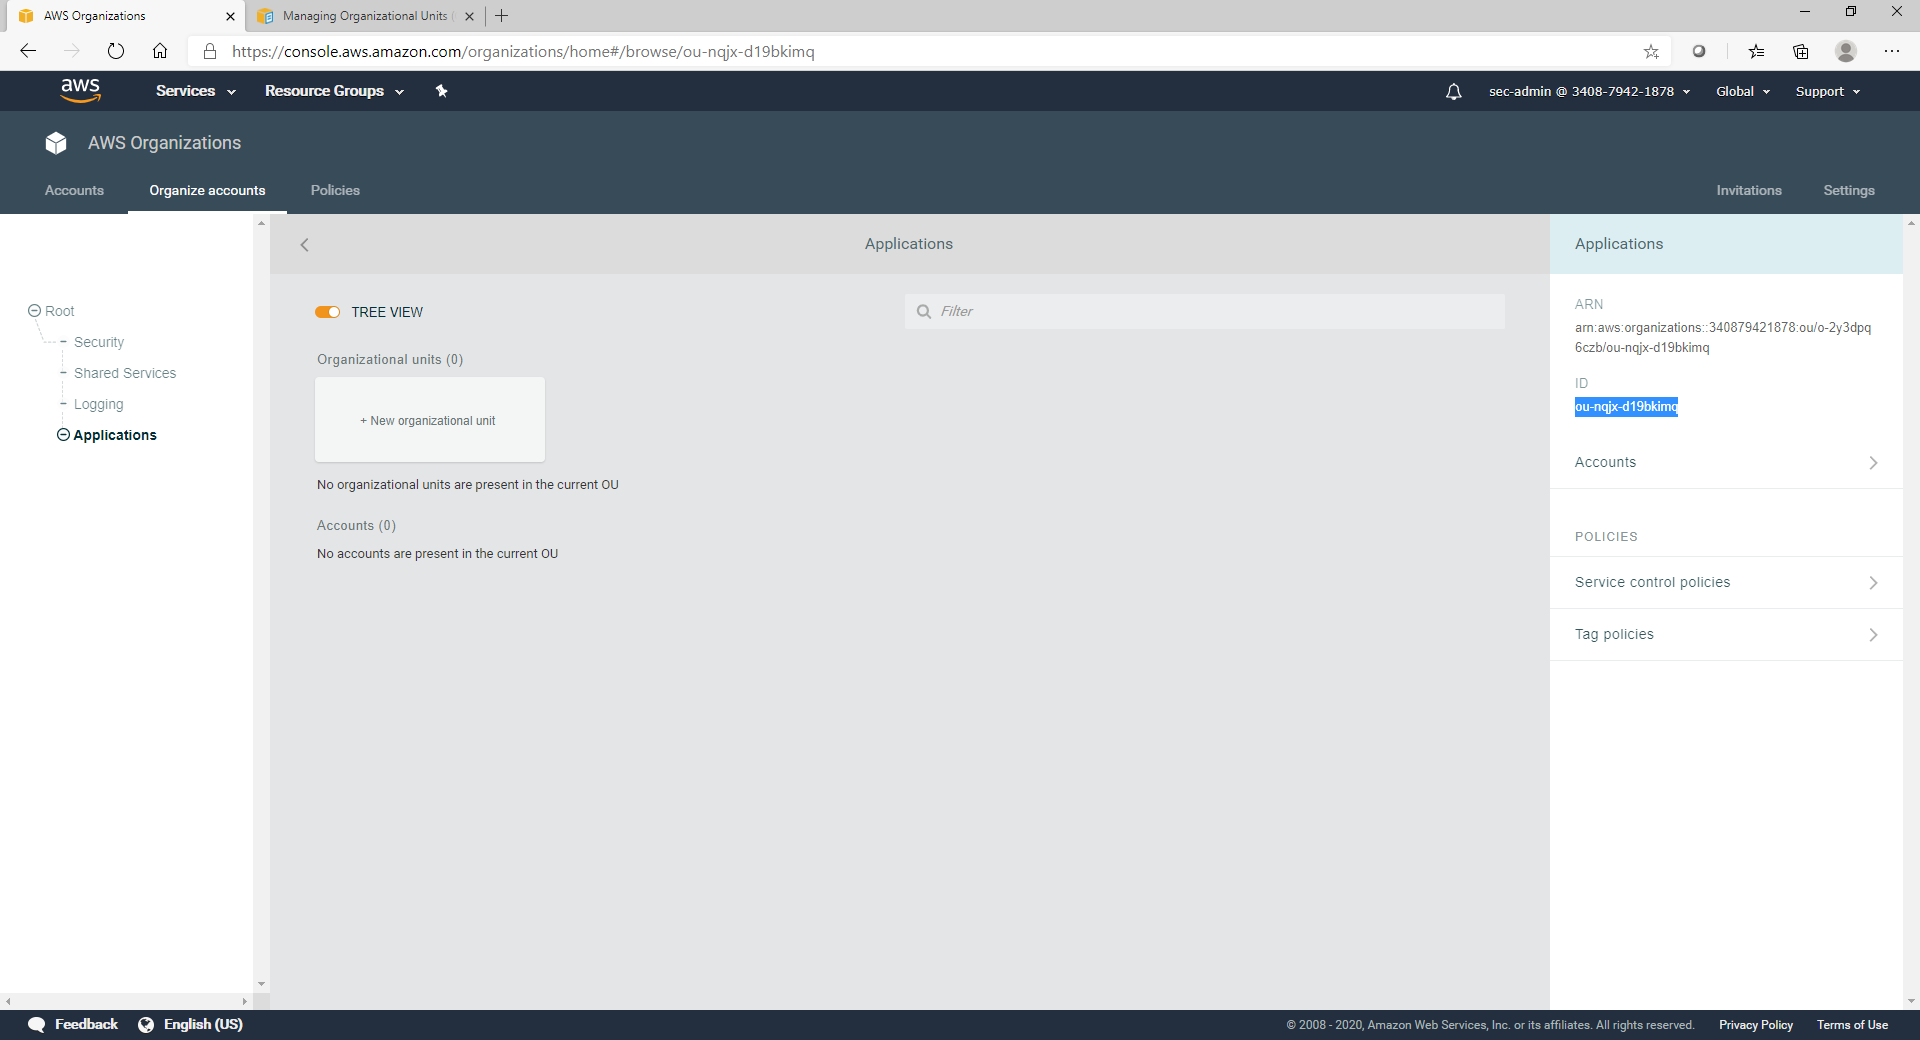 AWS Organizations
Managing Organizational Units (
https://console.aws.amazon.com/organizations/home#/browse/ou-nqjx-d19bkimq
aws
Services
Resource Groups
sec-admin @ 3408-7942-1878
Global
Support
AWS Organizations
Accounts
Organize accounts
Policies
Invitations
Settings
Root
Security
Shared Services
Logging
Applications
Applications
TREE VIEW
Filter
Organizational units (0)
+ New organizational unit
No organizational units are present in the current OU
Accounts (0)
No accounts are present in the current OU
Applications
ARN
arn:aws:organizations::340879421878:ou/o-2y3dpq
6czb/ou-nqjx-d19bkimq
ID
ou-nqjx-d19bkimq
Accounts
POLICIES
Service control policies
Tag policies
Feedback
English (US)
© 2008 - 2020, Amazon Web Services, Inc. or its affiliates. All rights reserved.
Privacy Policy
Terms of Use